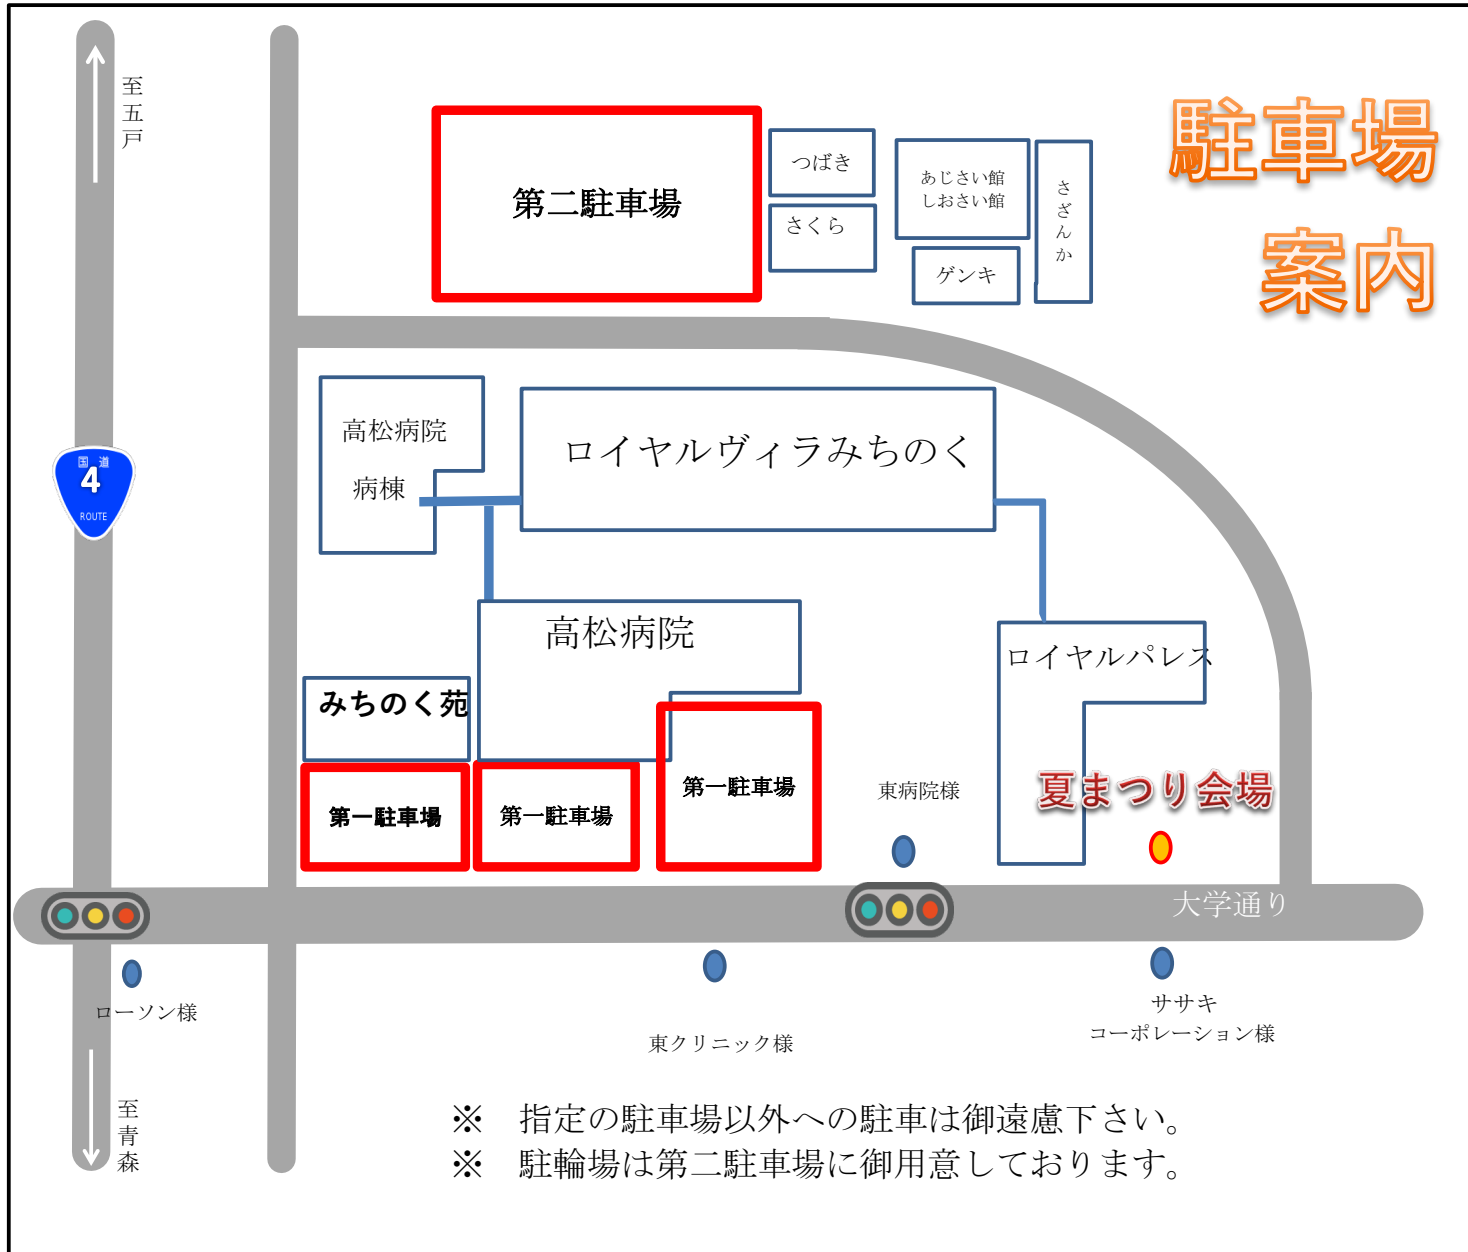 駐車場
案内
至五戸
第二駐車場
つばき
さくら
あじさい館
しおさい館
ゲンキ
さざんか
国道
4
ROUTE
高松病院
病棟
ロイヤルヴィラみちのく
高松病院
ロイヤルパレス
みちのく苑
第一駐車場
第一駐車場
第一駐車場
東病院様
夏まつり会場
大学通り
ローソン様
東クリニック様
ササキ
コーポレーション様
至青森
※ 指定の駐車場以外への駐車は御遠慮下さい。
※ 駐輪場は第二駐車場に御用意しております。